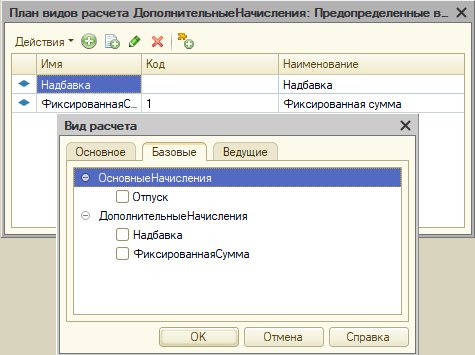 План видов расчета ДополнительныеНачисления: Предопределенные в...
Действия
Имя Код Наименование
Надбавка Надбавка
ФиксированнаяС... 1 Фиксированная сумма
Вид расчета
Основное Базовые Ведущие
ОсновныеНачисления
Отпуск
ДополнительныеНачисления
Надбавка
ФиксированнаяСумма
ОК Отмена Справка